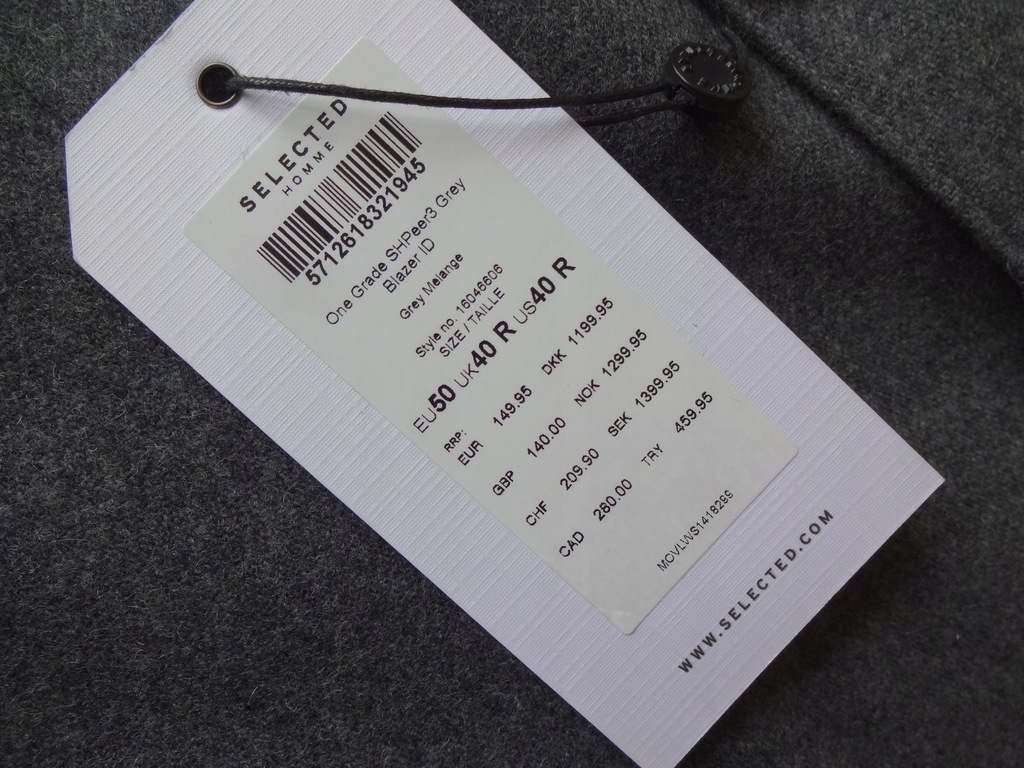 SELECTED
HOMME
5712618321945
One Grade SHPeer3 Grey
Blazer ID
Grey Melange
Style no. 16046606
SIZE / TAILLE
EU50 UK40 R US40 R
RRP:
EUR 149.95 DKK 1199.95
GBP 140.00 NOK 1299.95
CHF 209.90 SEK 1399.95
CAD 280.00 TRY 459.95
MOVLWS1418299
WWW.SELECTED.COM